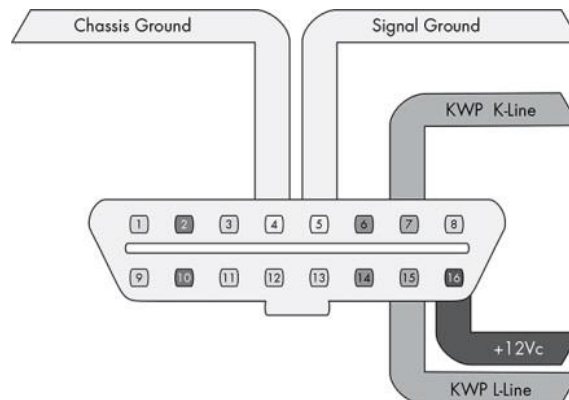 Chassis Ground
Signal Ground
KWP K-Line
1 2 3 4 5 6 7 8
9 10 11 12 13 14 15 16
+12Vc
KWP L-Line